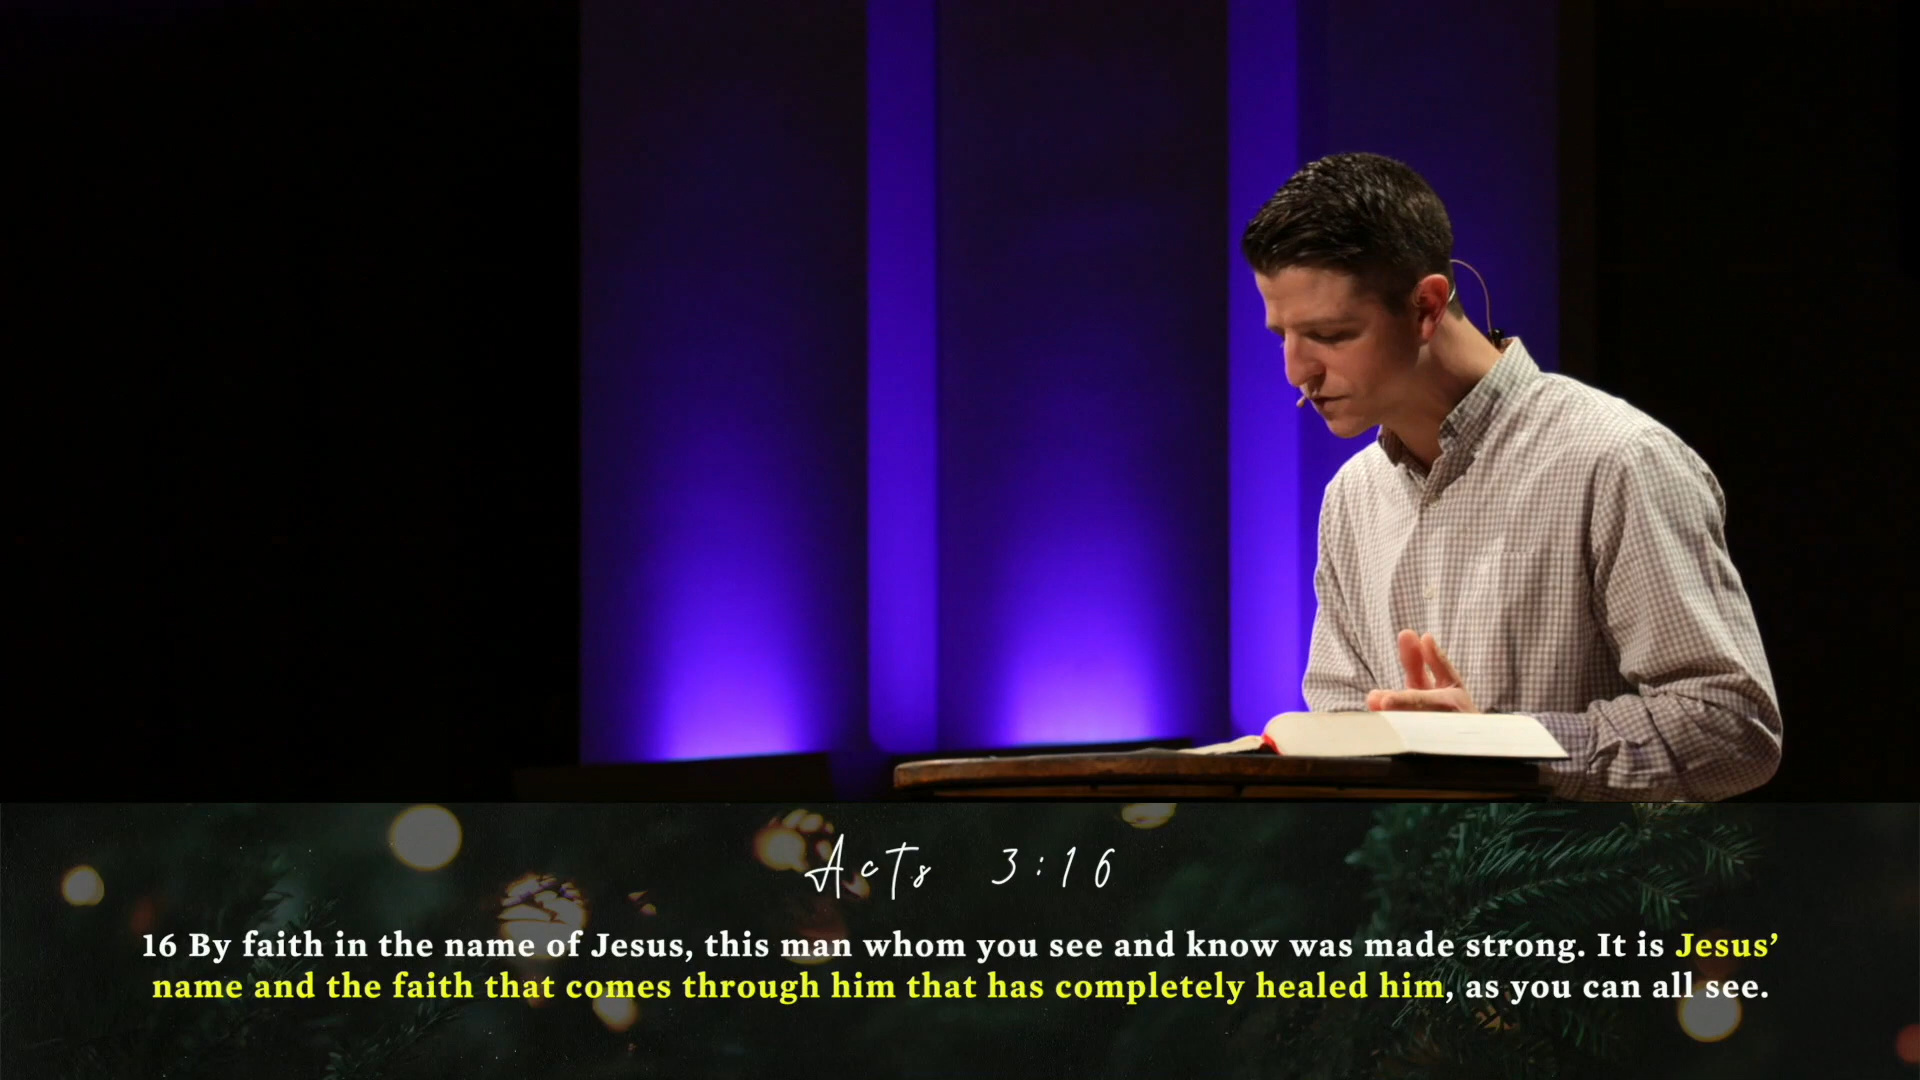 Acts 3:16
16 By faith in the name of Jesus, this man whom you see and know was made strong. It is Jesus’
name and the faith that comes through him that has completely healed him, as you can all see.